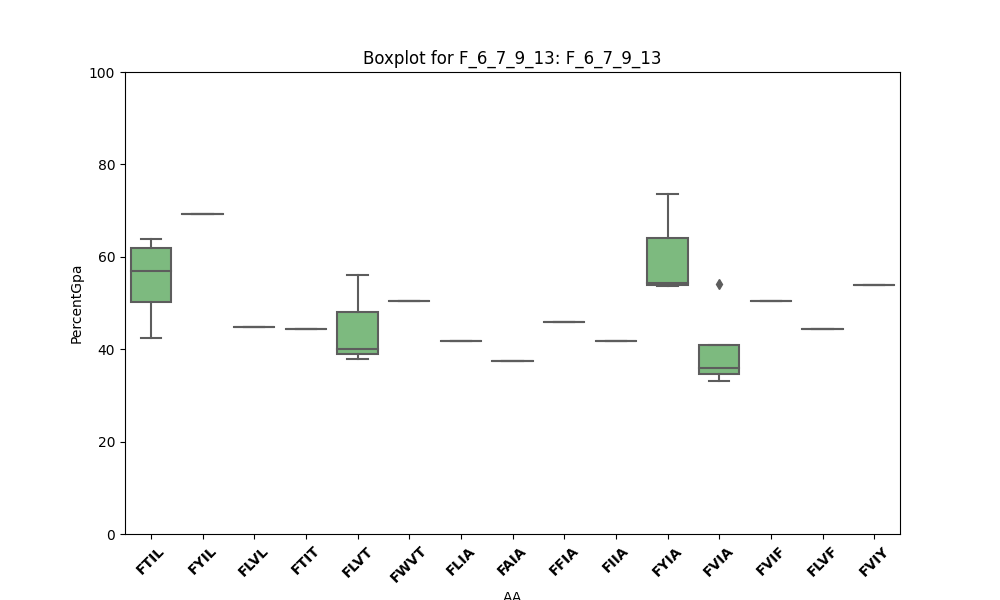 Boxplot for F_6_7_9_13: F_6_7_9_13
100
80
60
40
20
0
PercentGpa
FTIL FYIL FLVL FTIT FLVT FWVT FLIA FAIA FFIA FIIA FYIA FVIA FVIF FLVF FVIY
AA